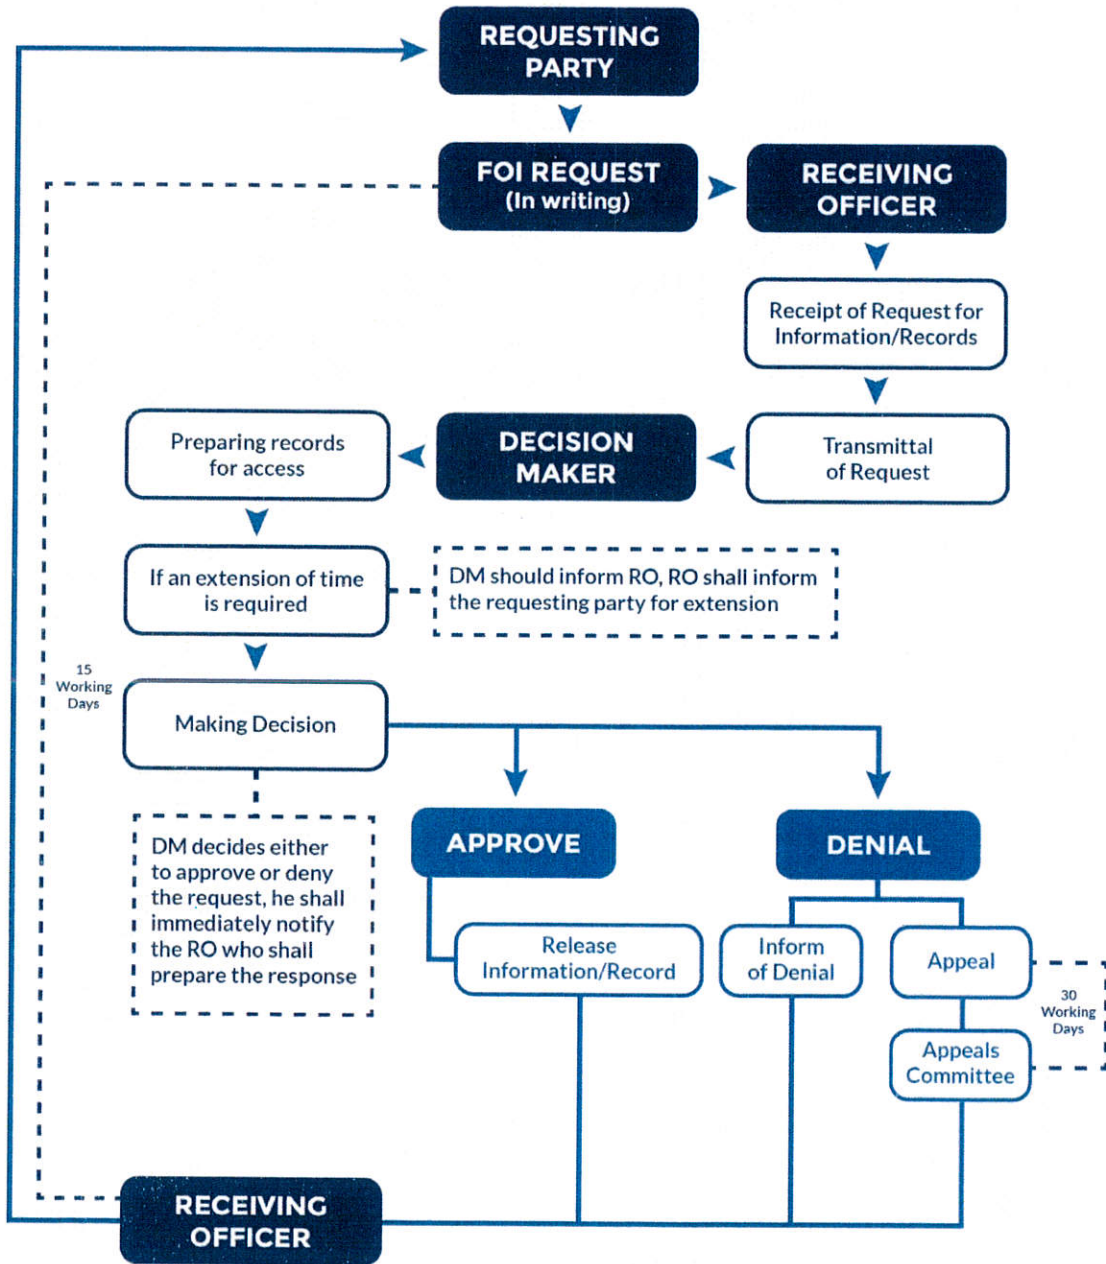 REQUESTING
PARTY
FOI REQUEST
(In writing)
RECEIVING
OFFICER
Receipt of Request for
Information/Records
Transmittal
of Request
DECISION
MAKER
Preparing records
for access
If an extension of time
is required
DM should inform RO, RO shall inform
the requesting party for extension
15
Working
Days
Making Decision
DM decides either
to approve or deny
the request, he shall
immediately notify
the RO who shall
prepare the response
APPROVE
DENIAL
Release
Information/Record
Inform
of Denial
Appeal
30
Working
Days
Appeals
Committee
RECEIVING
OFFICER